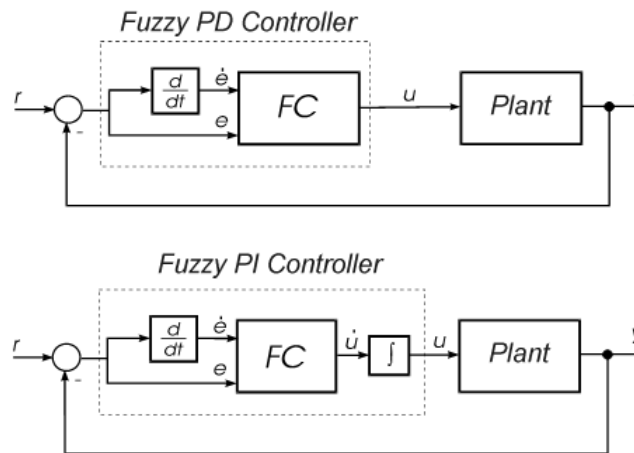 Fuzzy PD Controller
r
-
d
dt
ė
e
FC
u
Plant
Fuzzy PI Controller
r
-
d
dt
ė
e
FC
u̇
∫
u
Plant
y